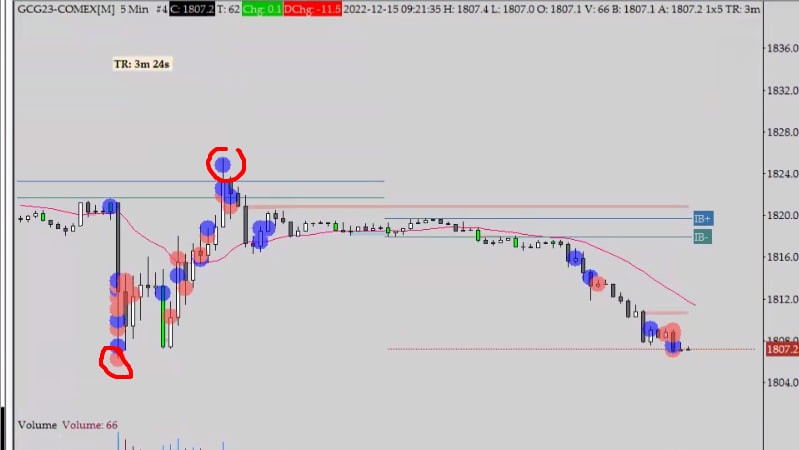 GCG23-COMEX[M] 5 Min #4 C: 1807.2 T: 62 Chg: 0.1 DChg: -11.5 2022-12-15 09:21:35 H: 1807.4 L: 1807.0 O: 1807.1 V: 66 B: 1807.1 A: 1807.2 1x5 TR: 3m
1836.0
TR: 3m 24s
1832.0
1828.0
1824.0
1820.0
IB+
IB-
1816.0
1812.0
1808.0
1807.2
1804.0
Volume Volume: 66